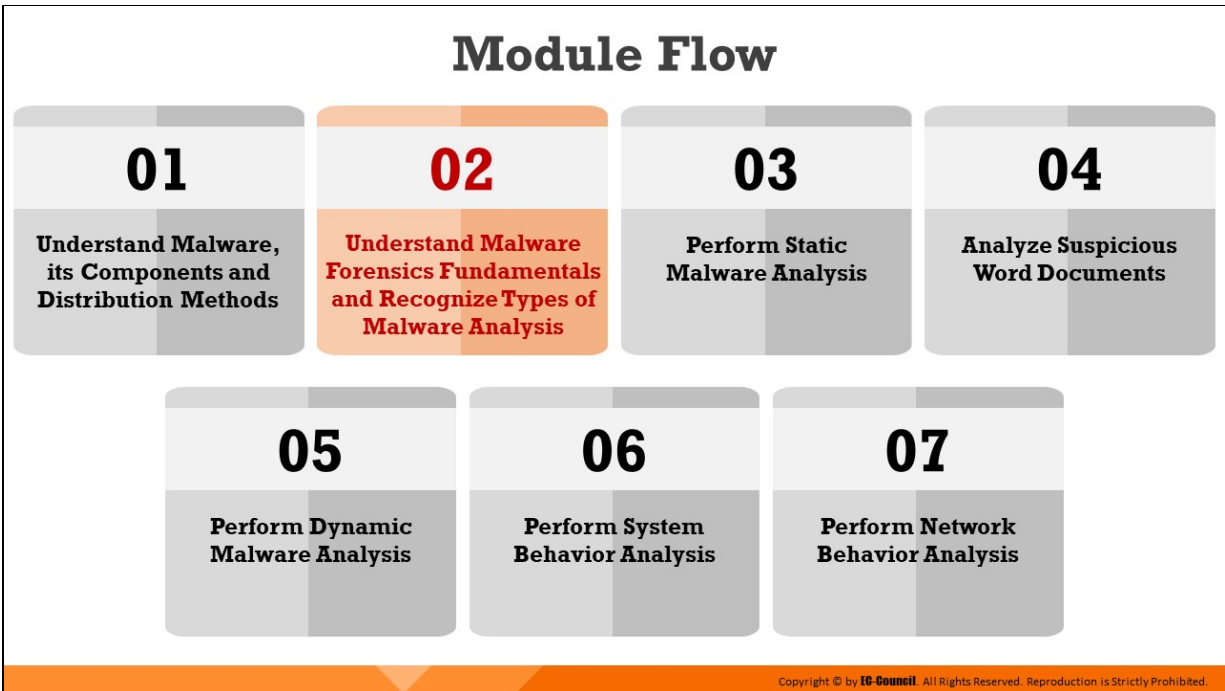 Module Flow
01
Understand Malware,
its Components and
Distribution Methods
02
Understand Malware
Forensics Fundamentals
and Recognize Types of
Malware Analysis
03
Perform Static
Malware Analysis
04
Analyze Suspicious
Word Documents
05
Perform Dynamic
Malware Analysis
06
Perform System
Behavior Analysis
07
Perform Network
Behavior Analysis
Copyright © by EC-Council. All Rights Reserved. Reproduction is Strictly Prohibited.